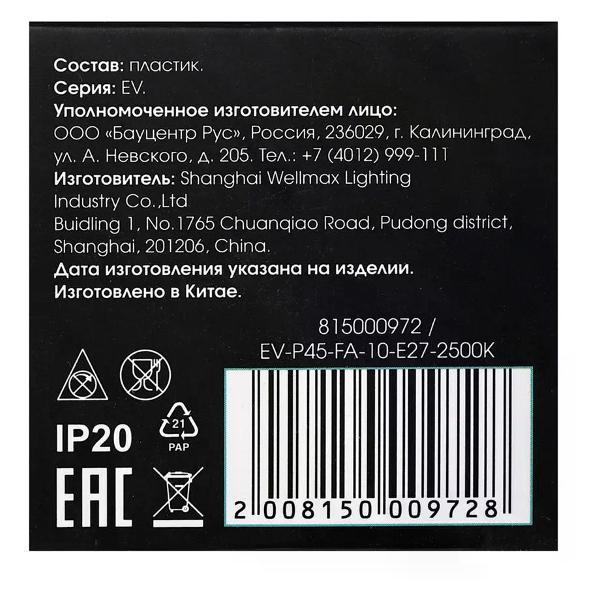 Состав: пластик.
Серия: EV.
Уполномоченное изготовителем лицо:
ООО «Бауцентр Рус», Россия, 236029, г. Калининград,
ул. А. Невского, д. 205. Тел.: +7 (4012) 999-111
Изготовитель: Shanghai Wellmax Lighting
Industry Co.,Ltd
Buidling 1, No.1765 Chuanqiao Road, Pudong district,
Shanghai, 201206, China.
Дата изготовления указана на изделии.
Изготовлено в Китае.
815000972 /
EV-P45-FA-10-E27-2500K
21
PAP
IP20
EAC
2 008150 009728